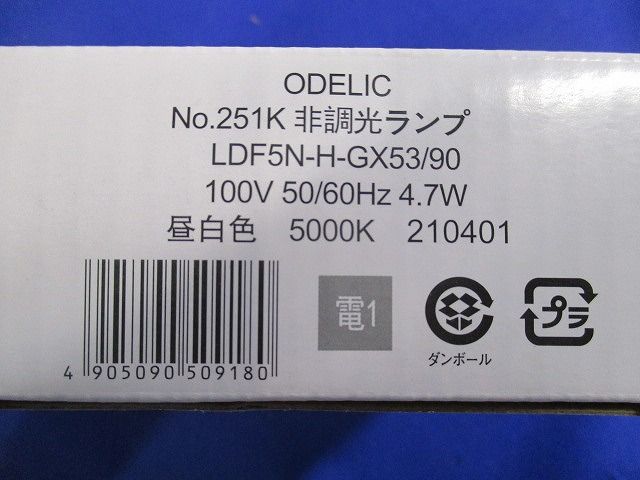 ODELIC
No.251K 非調光ランプ
LDF5N-H-GX53/90
100V 50/60Hz 4.7W
昼白色 5000K 210401
電1
ダンボール
プラ
4 905090 509180